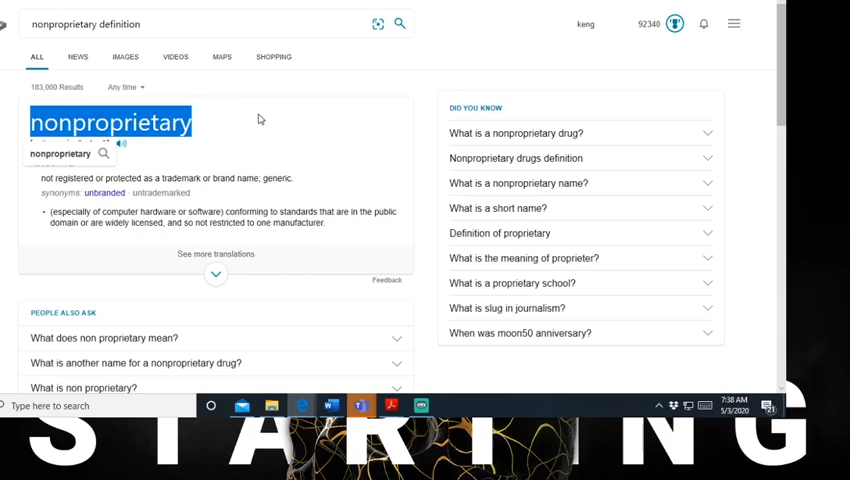 nonproprietary definition
keng
92340
ALL
NEWS
IMAGES
VIDEOS
MAPS
SHOPPING
183,000 Results
Any time
nonproprietary
nonproprietary
not registered or protected as a trademark or brand name; generic.
synonyms: unbranded · untrademarked
• (especially of computer hardware or software) conforming to standards that are in the public
domain or are widely licensed, and so not restricted to one manufacturer.
See more translations
Feedback
PEOPLE ALSO ASK
What does non proprietary mean?
What is another name for a nonproprietary drug?
What is non proprietary?
DID YOU KNOW
What is a nonproprietary drug?
Nonproprietary drugs definition
What is a nonproprietary name?
What is a short name?
Definition of proprietary
What is the meaning of proprieter?
What is a proprietary school?
What is slug in journalism?
When was moon50 anniversary?
Type here to search
7:38 AM
5/3/2020
21
STARTING